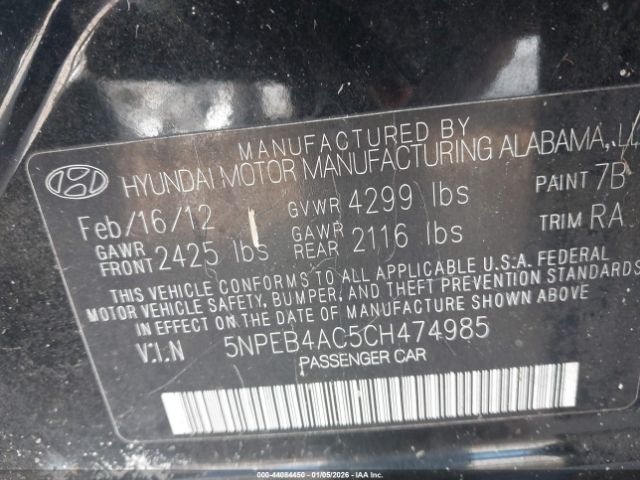 MANUFACTURED BY
HYUNDAI MOTOR MANUFACTURING ALABAMA,
Feb/16/12 GVWR 4299 lbs PAINT 7B
GAWR FRONT 2425 lbs GAWR REAR 2116 lbs TRIM RA
THIS VEHICLE CONFORMS TO ALL APPLICABLE U.S.A. FEDERAL
MOTOR VEHICLE SAFETY, BUMPER, AND THEFT PREVENTION STANDARDS
IN EFFECT ON THE DATE OF MANUFACTURE SHOWN ABOVE.
V.I.N 5NPEB4AC5CH474985
PASSENGER CAR
000-44084450 - 01/05/2026 - IAA Inc. (IAA)